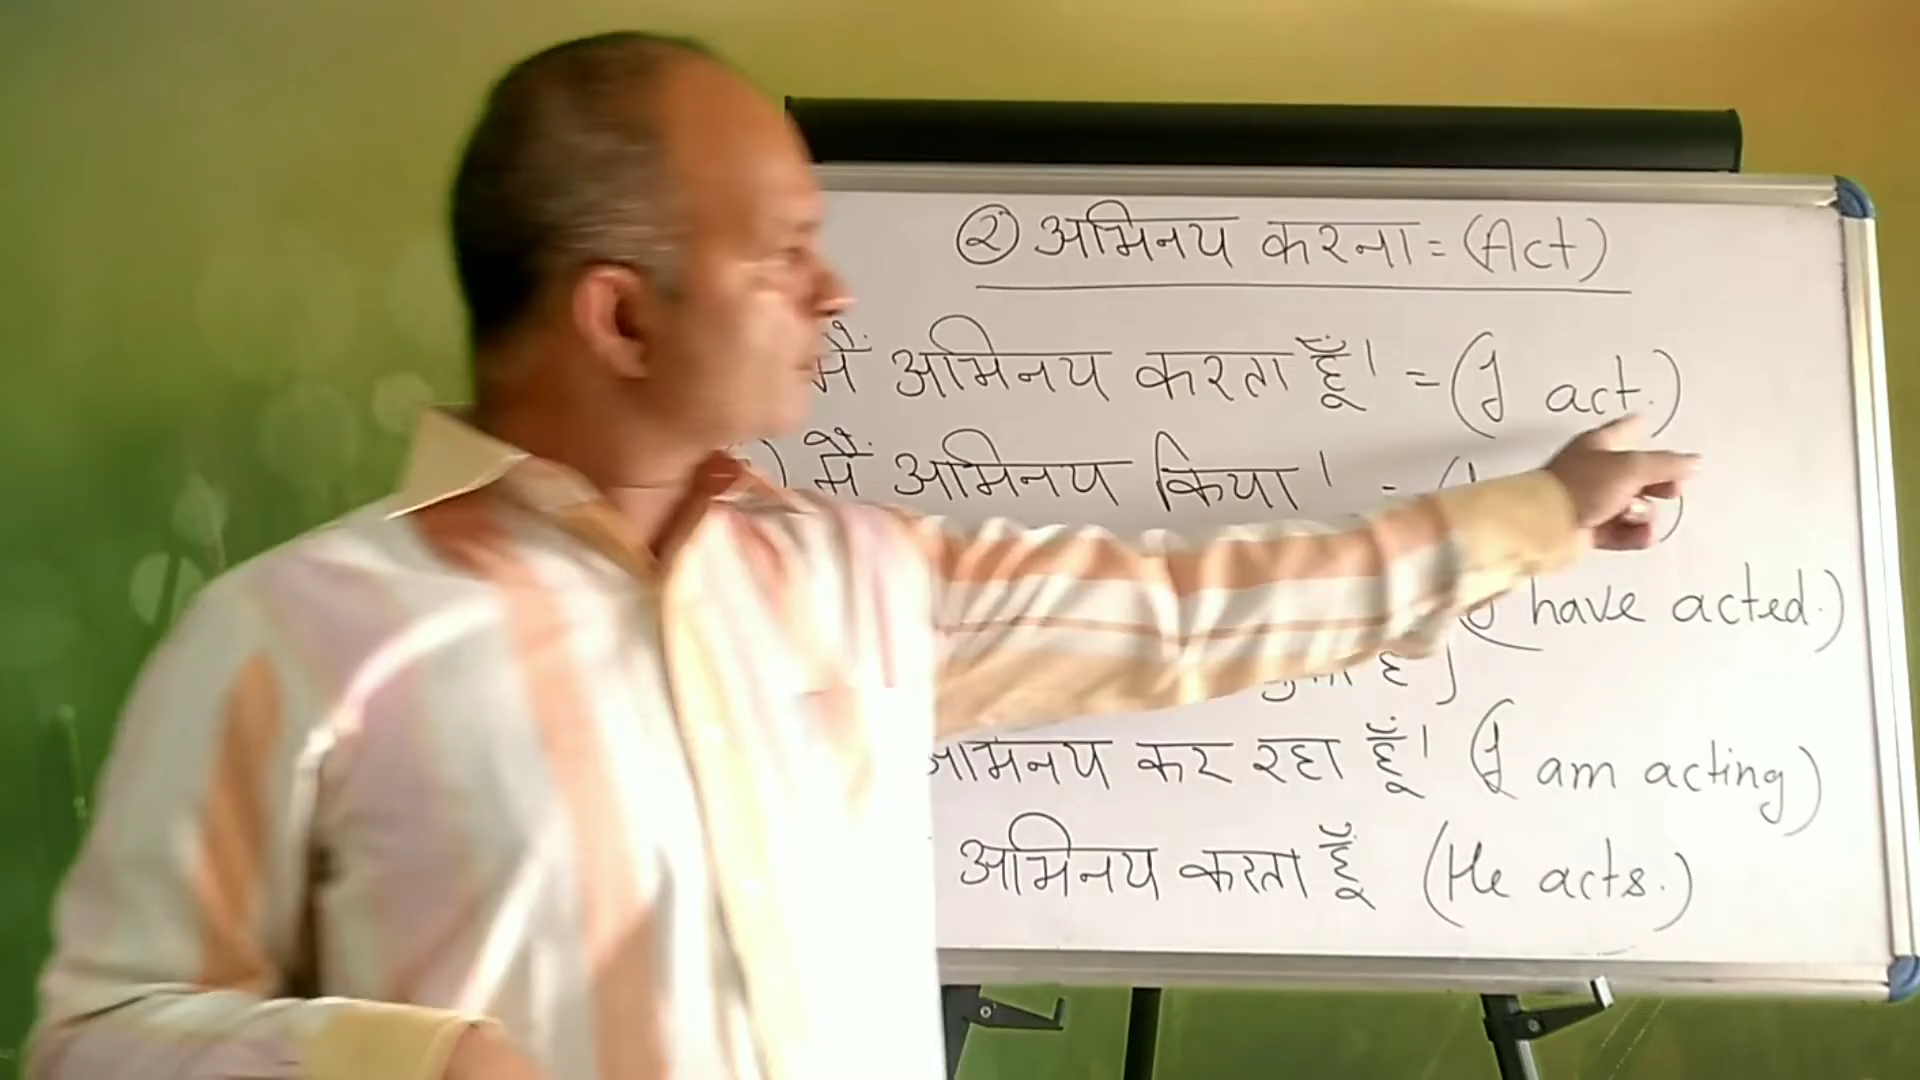 २ अभिनय करना = (Act)
मैं अभिनय करता हूँ। = (I act.)
मैं अभिनय किया। = (
I have acted.)
अभिनय कर रहा हूँ। (I am acting)
अभिनय करता हूँ (He acts.)